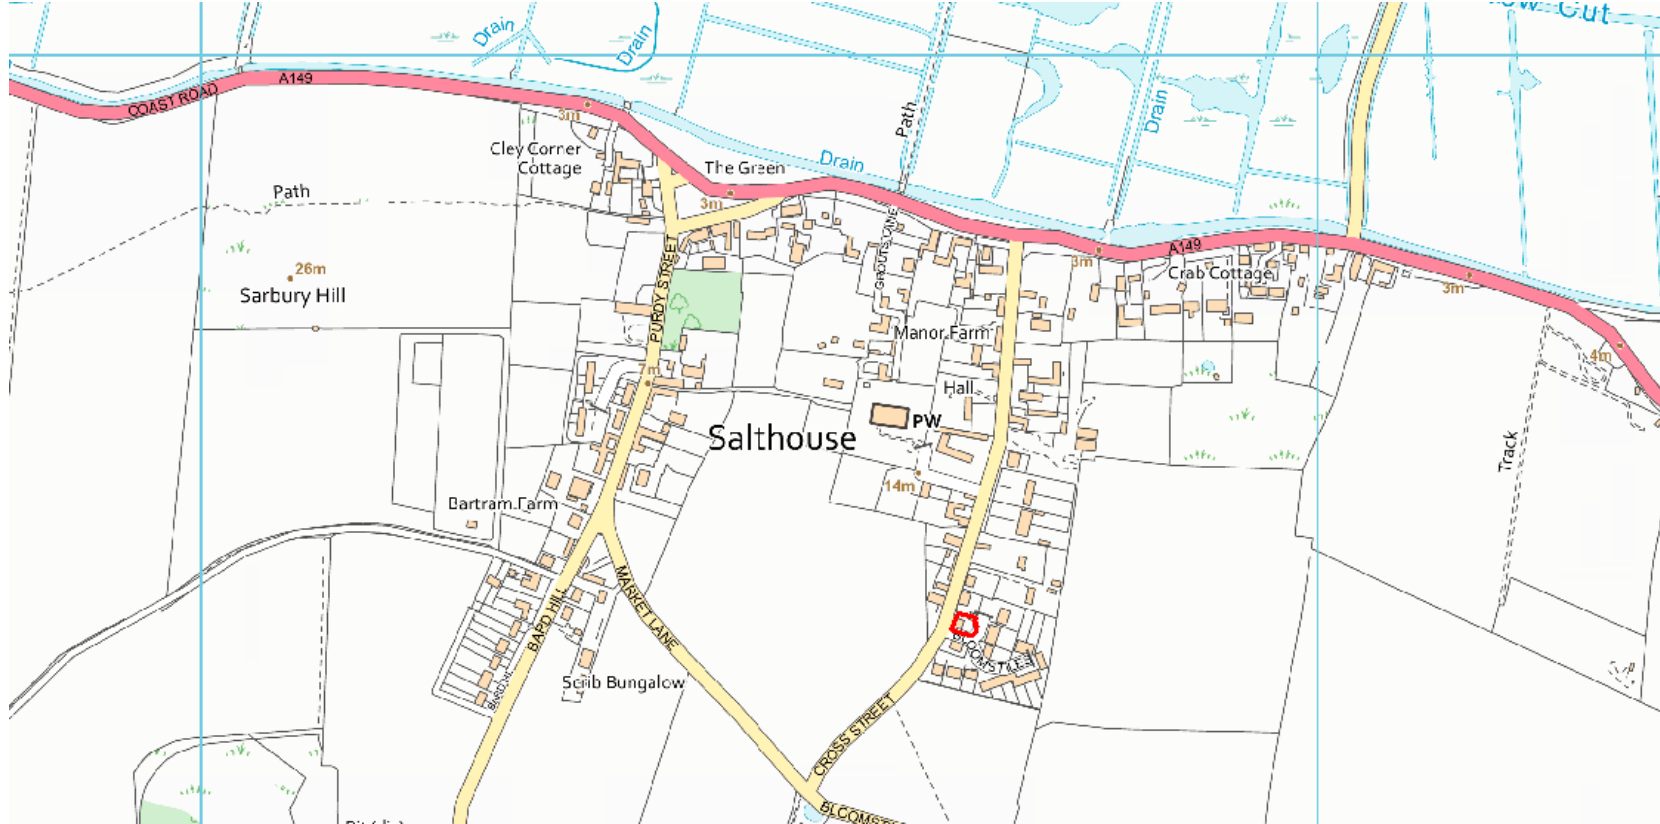 Drain
Drain
Cut
A149
COAST ROAD
3m
Path
Drain
Cley Corner
Cottage
The Green
Drain
Path
3m
26m
Sarbury Hill
PURDY STREET
GROUTS LANE
3m
A149
Crab Cottage
3m
Manor Farm
4m
7m
Hall
PW
Salthouse
Track
14m
Bartram Farm
BARD HILL
MARKET LANE
BLOOMSTILES
Scrib Bungalow
CROSS STREET